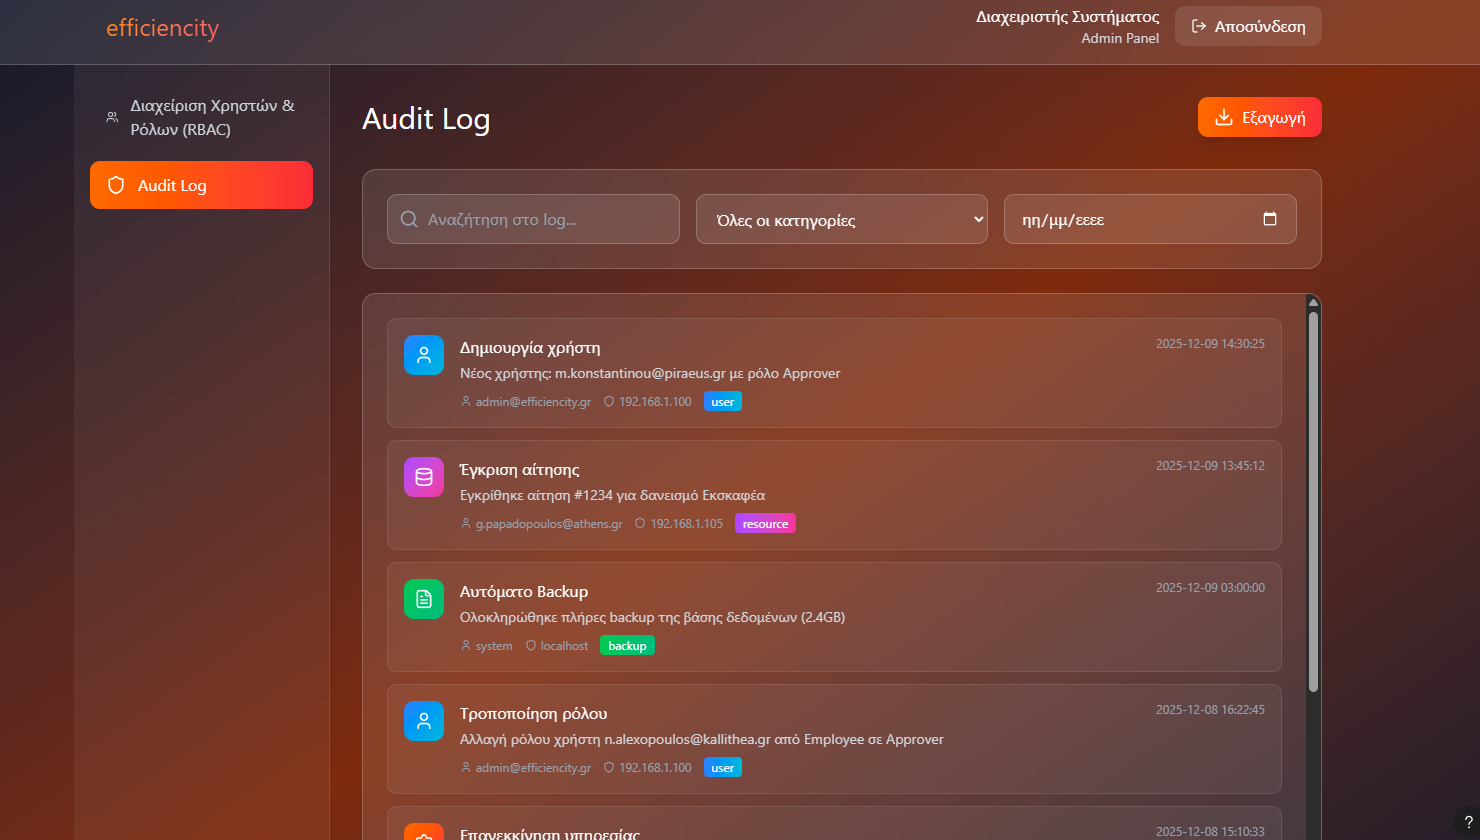 efficiencity
Διαχειριστής Συστήματος
Admin Panel
Αποσύνδεση
Διαχείριση Χρηστών &
Ρόλων (RBAC)
Audit Log
Audit Log
Εξαγωγή
Αναζήτηση στο log...
Όλες οι κατηγορίες
ηη/μμ/εεεε
Δημιουργία χρήστη
2025-12-09 14:30:25
Νέος χρήστης: m.konstantinou@piraeus.gr με ρόλο Approver
admin@efficiencity.gr 192.168.1.100 user
Έγκριση αίτησης
2025-12-09 13:45:12
Εγκρίθηκε αίτηση #1234 για δανεισμό Εκσκαφέα
g.papadopoulos@athens.gr 192.168.1.105 resource
Αυτόματο Backup
2025-12-09 03:00:00
Ολοκληρώθηκε πλήρες backup της βάσης δεδομένων (2.4GB)
system localhost backup
Τροποποίηση ρόλου
2025-12-08 16:22:45
Αλλαγή ρόλου χρήστη n.alexopoulos@kallithea.gr από Employee σε Approver
admin@efficiencity.gr 192.168.1.100 user
Επανεκκίνηση υπηρεσίας
2025-12-08 15:10:33
?